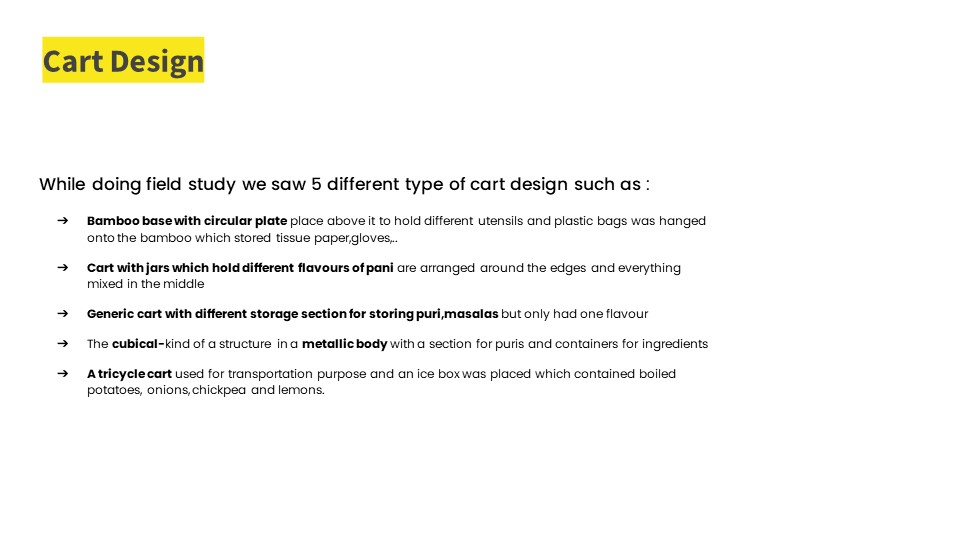 Cart Design
While doing field study we saw 5 different type of cart design such as :
➔ Bamboo base with circular plate place above it to hold different utensils and plastic bags was hanged
onto the bamboo which stored tissue paper,gloves,..
➔ Cart with jars which hold different flavours of pani are arranged around the edges and everything
mixed in the middle
➔ Generic cart with different storage section for storing puri,masalas but only had one flavour
➔ The cubical-kind of a structure in a metallic body with a section for puris and containers for ingredients
➔ A tricycle cart used for transportation purpose and an ice box was placed which contained boiled
potatoes, onions,chickpea and lemons.